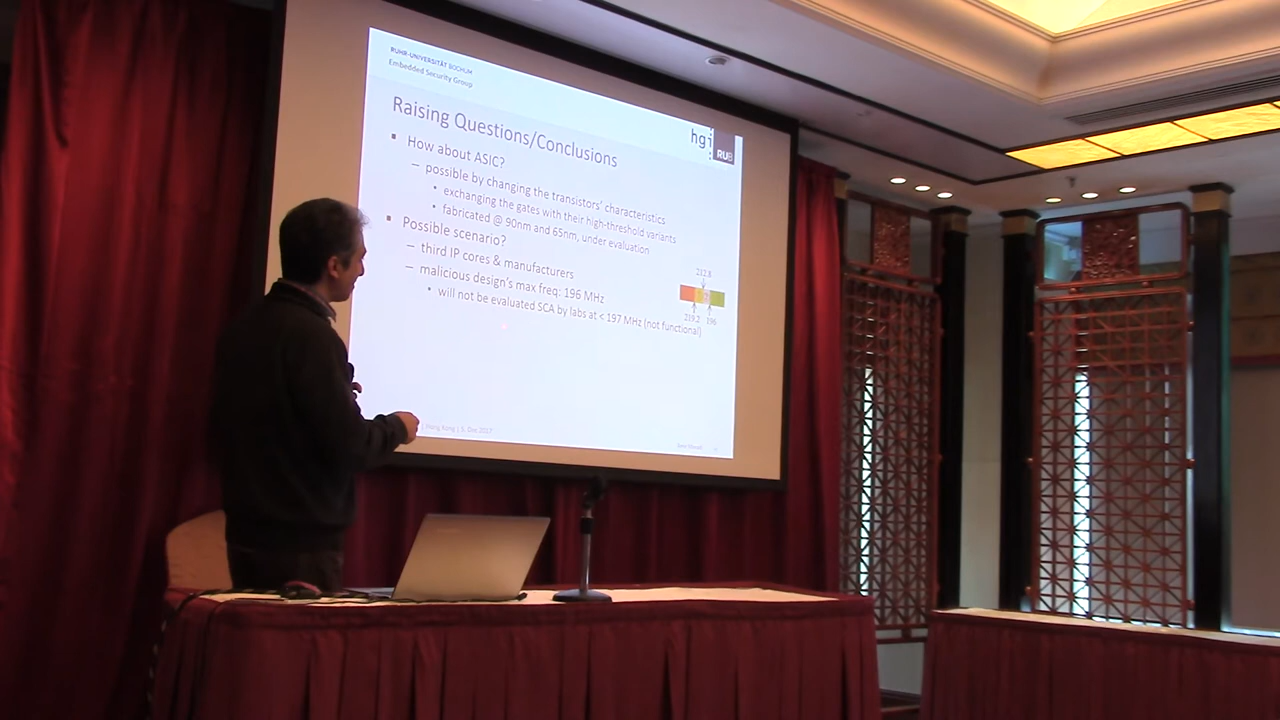 RUHR-UNIVERSITÄT BOCHUM
Embedded Security Group
hgi
RUB
Raising Questions/Conclusions
▪ How about ASIC?
– possible by changing the transistors' characteristics
• exchanging the gates with their high-threshold variants
• fabricated @ 90nm and 65nm, under evaluation
▪ Possible scenario?
– third IP cores & manufacturers
– malicious design's max freq: 196 MHz
• will not be evaluated SCA by labs at < 197 MHz (not functional)
212.8
219.2 196
| Hong Kong | 5. Dec 2017